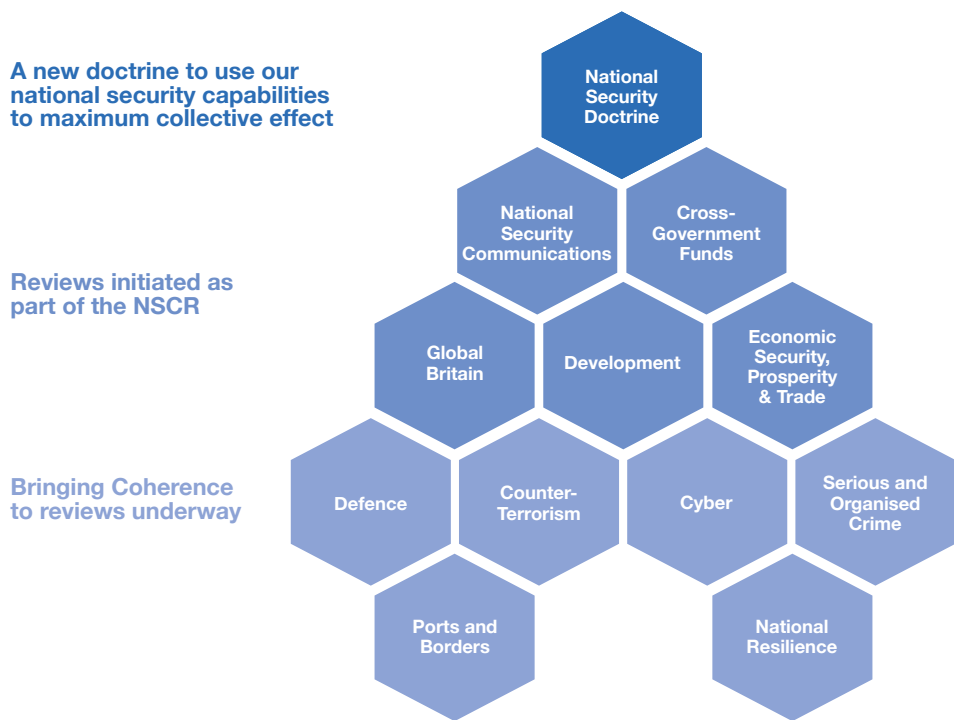 A new doctrine to use our
national security capabilities
to maximum collective effect
National
Security
Doctrine
National
Security
Communications
Cross-
Government
Funds
Reviews initiated as
part of the NSCR
Global
Britain
Development
Economic
Security,
Prosperity
& Trade
Bringing Coherence
to reviews underway
Defence
Counter-
Terrorism
Cyber
Serious and
Organised
Crime
Ports and
Borders
National
Resilience